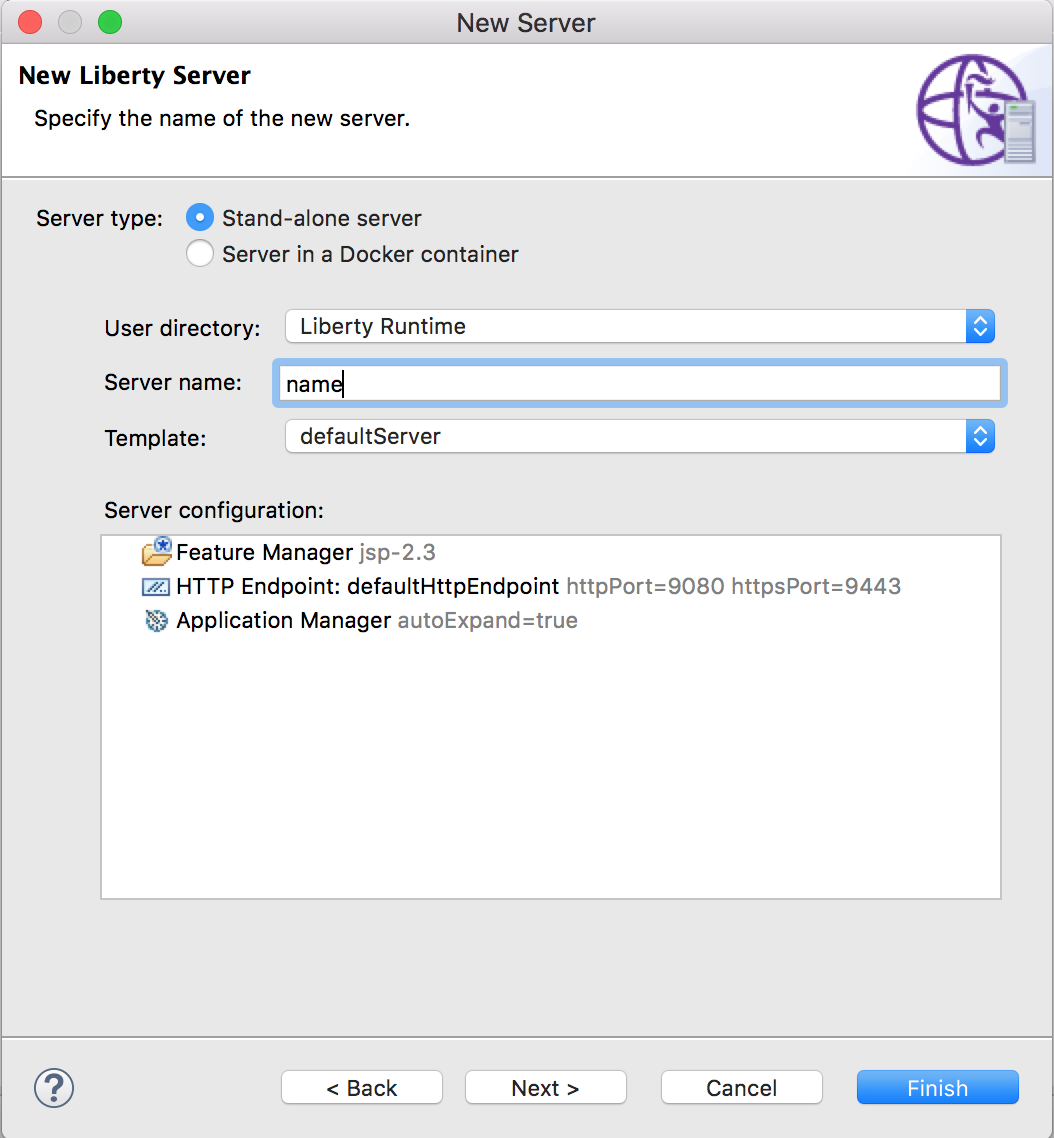 New Server
New Liberty Server
Specify the name of the new server.
Server type: Stand-alone server
Server in a Docker container
User directory: Liberty Runtime
Server name: name
Template: defaultServer
Server configuration:
Feature Manager jsp-2.3
HTTP Endpoint: defaultHttpEndpoint httpPort=9080 httpsPort=9443
Application Manager autoExpand=true
? < Back Next > Cancel Finish